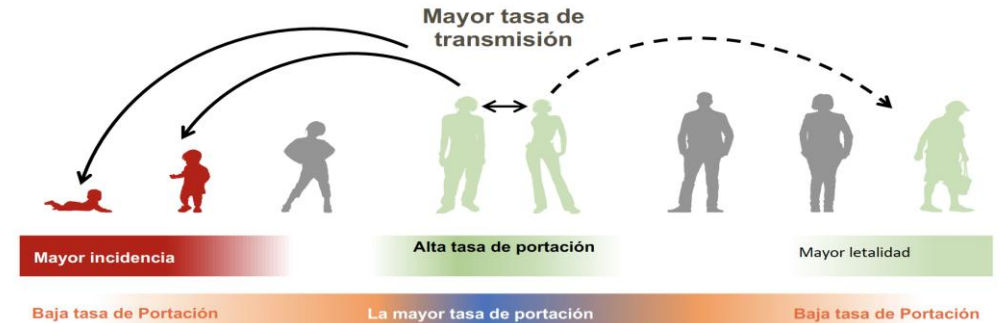 Mayor tasa de
transmisión
Mayor incidencia
Alta tasa de portación
Mayor letalidad
Baja tasa de Portación
La mayor tasa de portación
Baja tasa de Portación